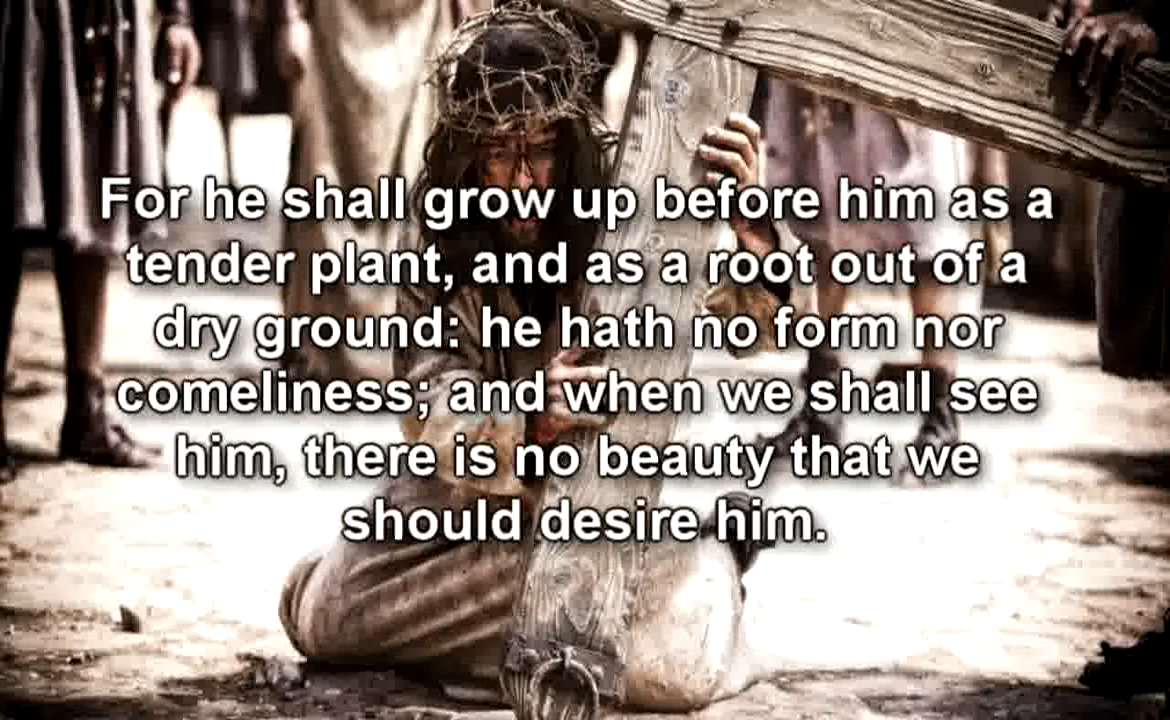 For he shall grow up before him as a
tender plant, and as a root out of a
dry ground: he hath no form nor
comeliness; and when we shall see
him, there is no beauty that we
should desire him.